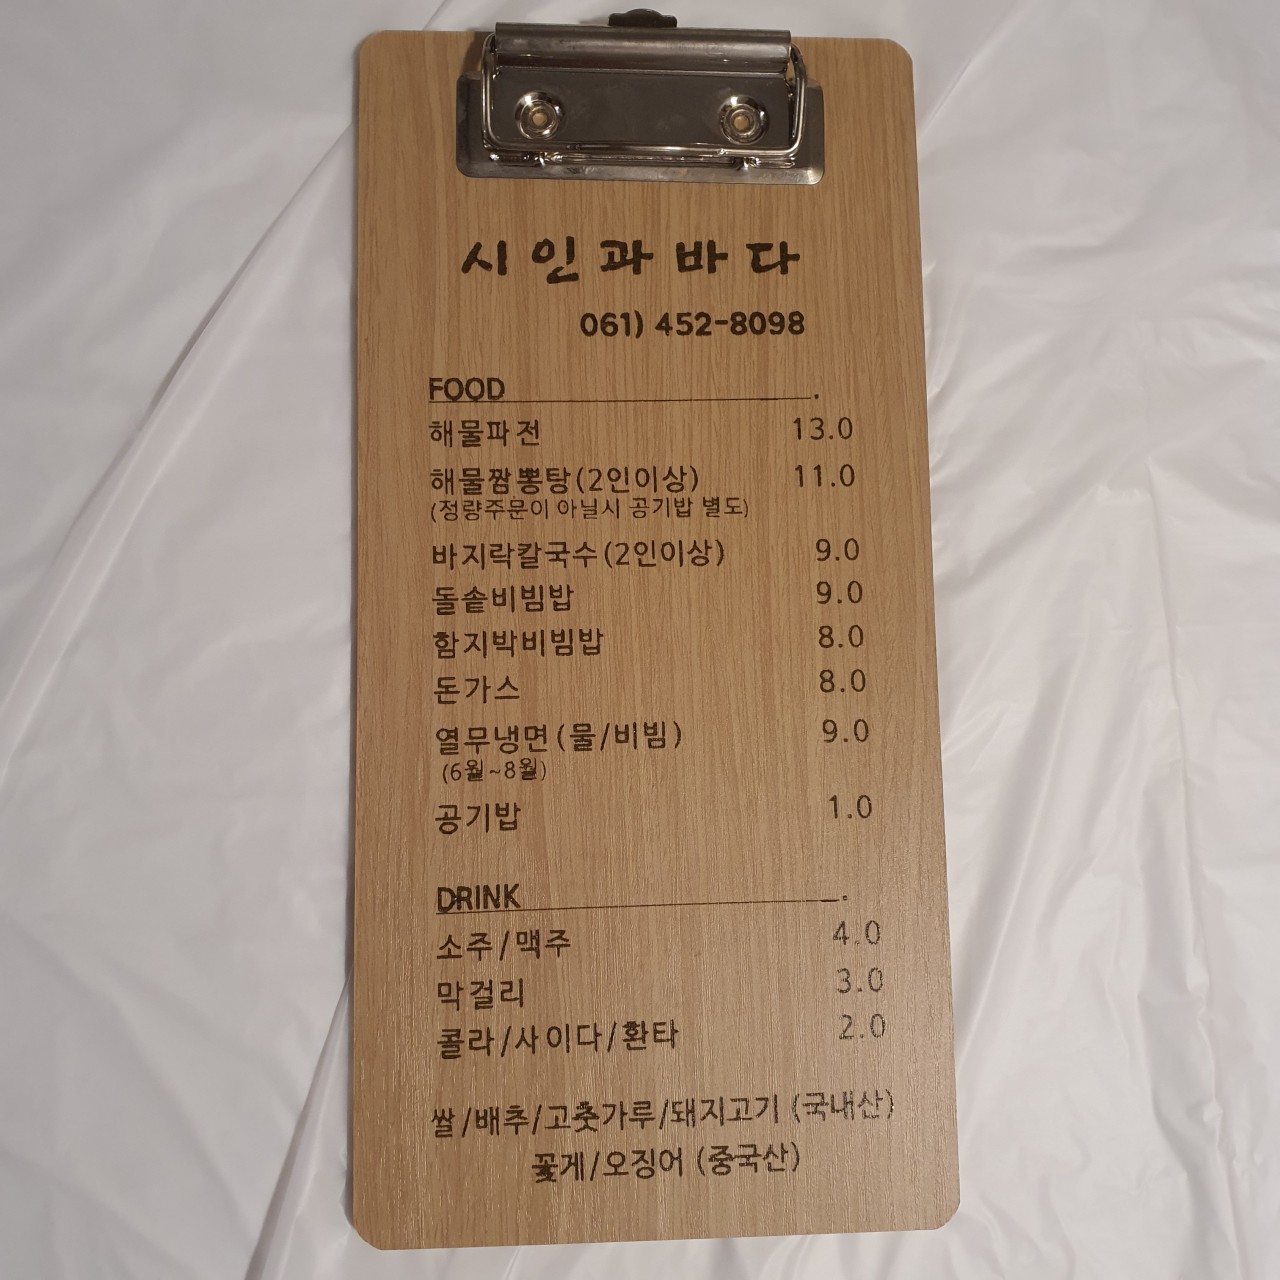 시인과바다
061) 452-8098
FOOD
해물파전 13.0
해물짬뽕탕(2인이상) 11.0
(정량주문이 아닐시 공기밥 별도)
바지락칼국수(2인이상) 9.0
돌솥비빔밥 9.0
함지박비빔밥 8.0
돈가스 8.0
열무냉면(물/비빔) 9.0
(6월~8월)
공기밥 1.0
DRINK
소주/맥주 4.0
막걸리 3.0
콜라/사이다/환타 2.0
쌀/배추/고춧가루/돼지고기 (국내산)
꽃게/오징어 (중국산)